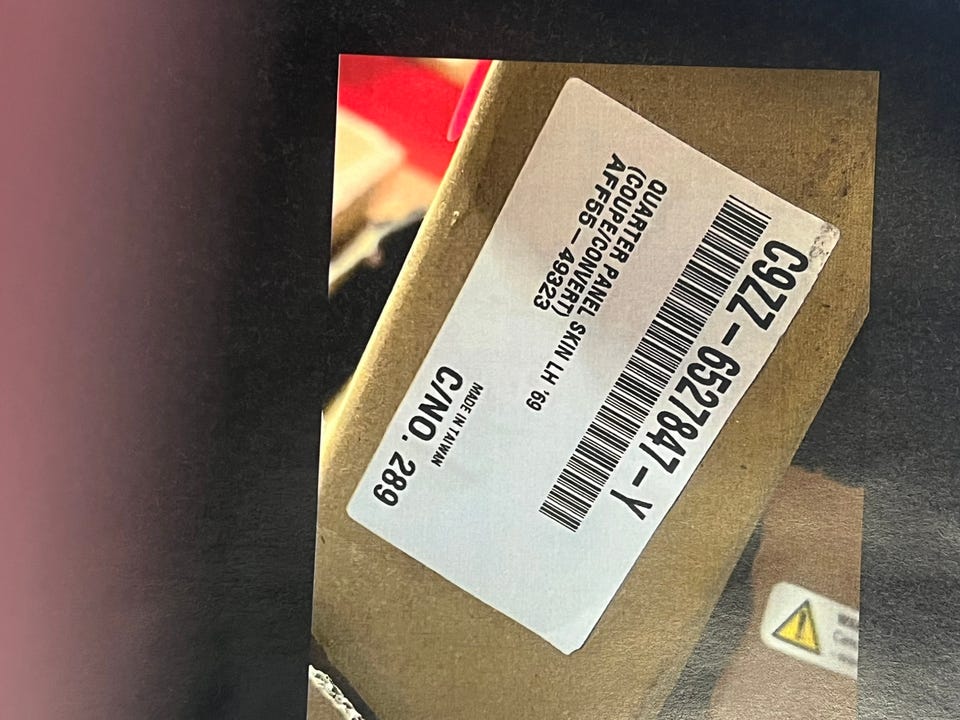 C9ZZ-6527847-Y
QUARTER PANEL SKIN LH '69
(COUPE/CONVERT)
AFF55-49323
MADE IN TAIWAN
C/NO. 289